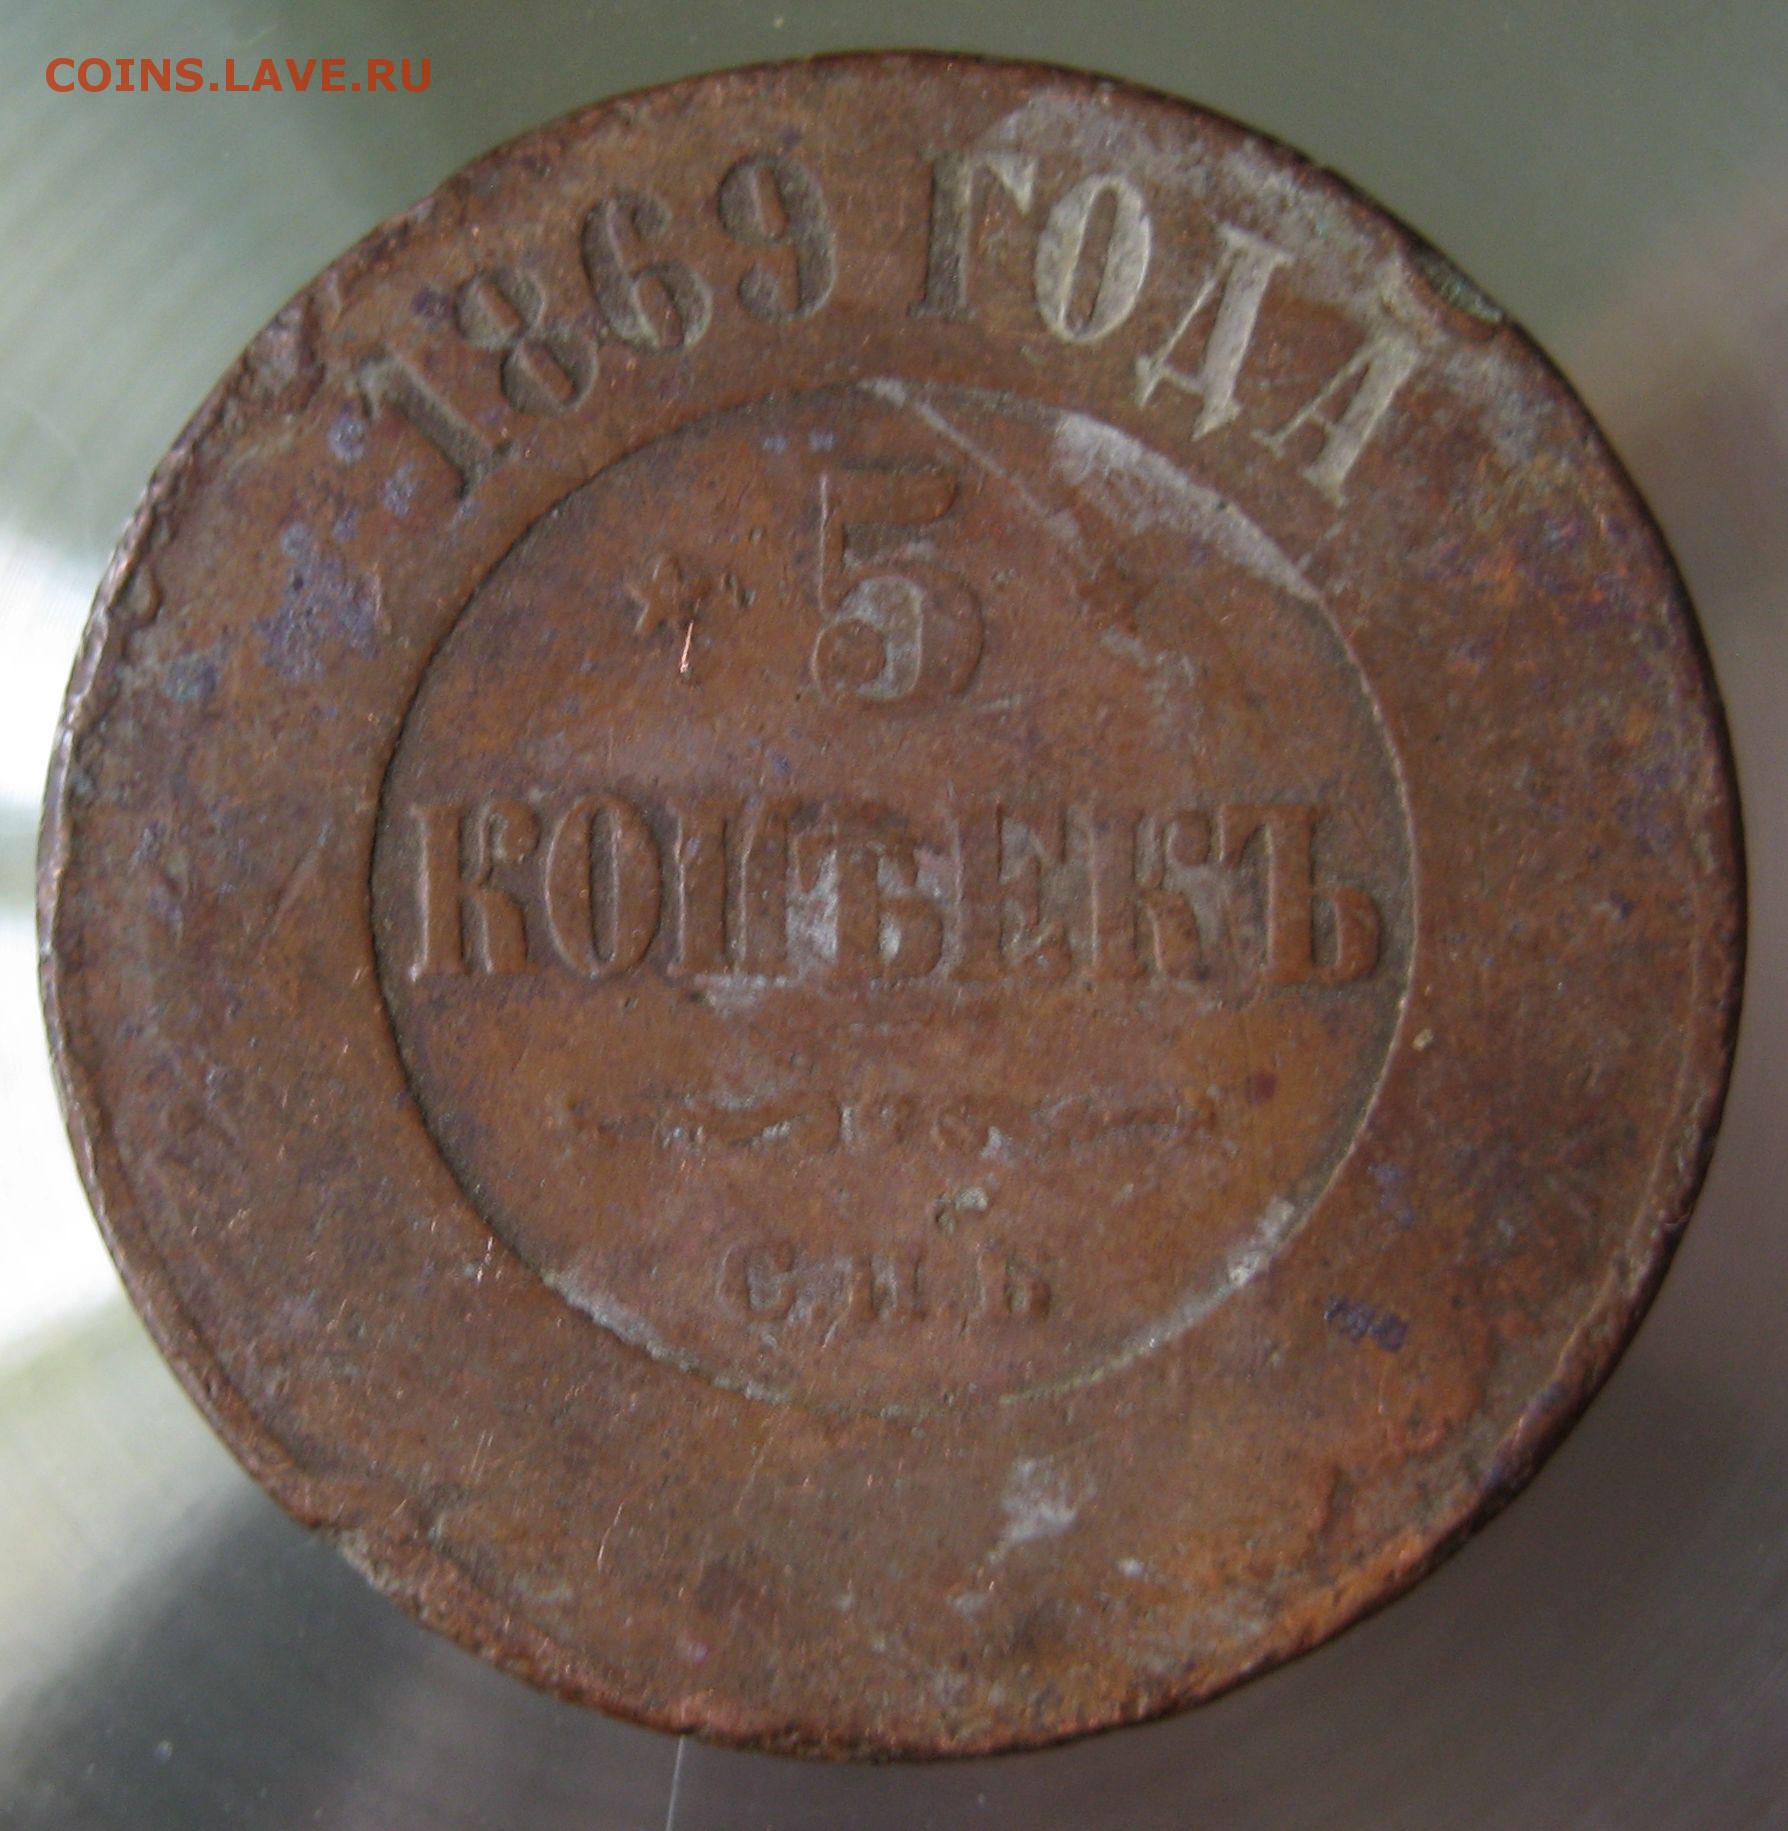 COINS.LAVE.RU
1869 ГОДА
5
КОПѢЕКЪ
С.П.Б